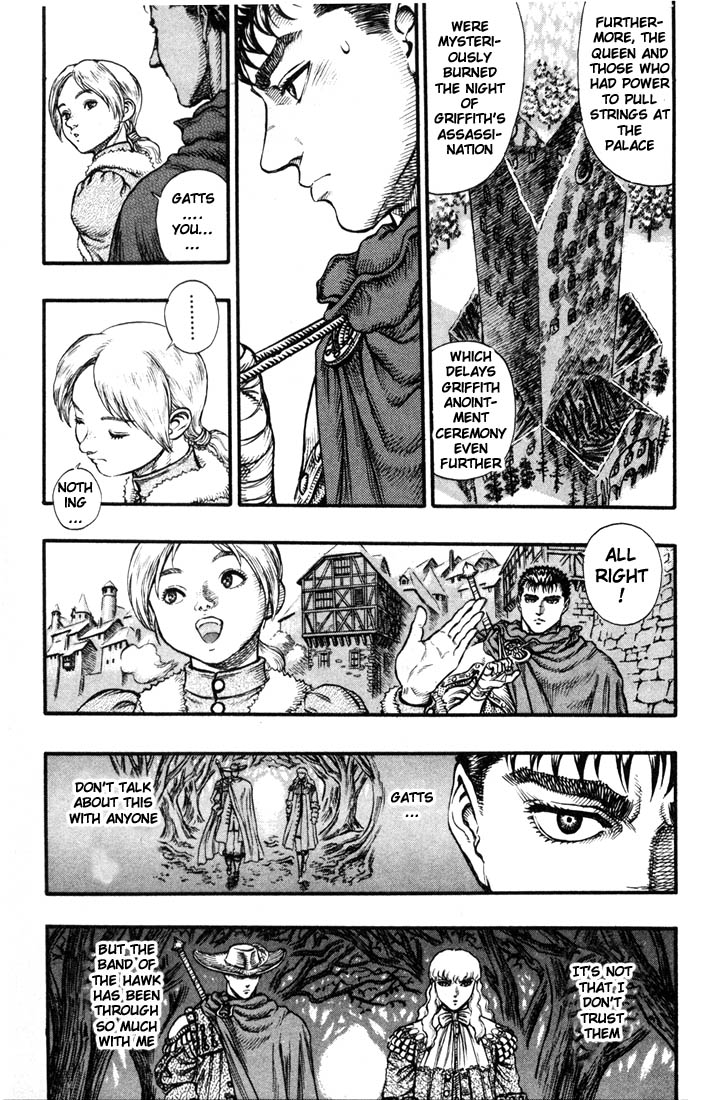 FURTHER-
MORE, THE
QUEEN AND
THOSE WHO
HAD POWER
TO PULL
STRINGS AT
THE
PALACE
WERE
MYSTERI-
OUSLY
BURNED
THE NIGHT
OF
GRIFFITH'S
ASSASSI-
NATION
WHICH
DELAYS
GRIFFITH
ANOINT-
MENT
CEREMONY
EVEN
FURTHER
GATTS
....
YOU...
...
........
NOTH
ING
...
ALL
RIGHT
!
GATTS
...
DON'T TALK
ABOUT THIS
WITH ANYONE
IT'S NOT
THAT I
DON'T
TRUST
THEM
BUT THE
BAND OF
THE HAWK
HAS BEEN
THROUGH
SO MUCH
WITH ME